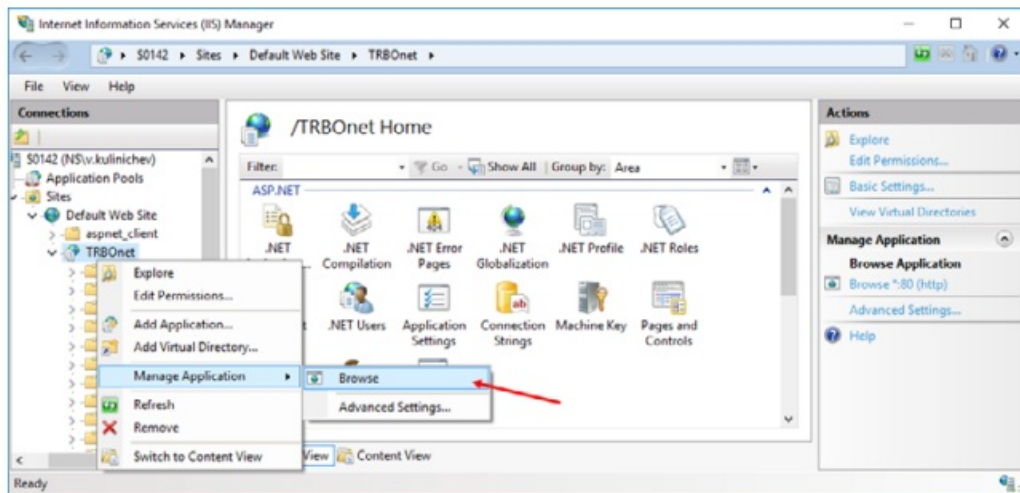 Internet Information Services (IIS) Manager
S0142 Sites Default Web Site TRBOnet
File View Help
Connections
S0142 (NS\v.kulinichev)
Application Pools
Sites
Default Web Site
aspnet_client
TRBOnet
Explore
Edit Permissions...
Add Application...
Add Virtual Directory...
Manage Application
Refresh
Remove
Switch to Content View
Browse
Advanced Settings...
/TRBOnet Home
Filter: Go Show All Group by: Area
ASP.NET
.NET
.NET Compilation
.NET Error Pages
.NET Globalization
.NET Profile
.NET Roles
.NET Users
Application Settings
Connection Strings
Machine Key
Pages and Controls
View Content View
Actions
Explore
Edit Permissions...
Basic Settings...
View Virtual Directories
Manage Application
Browse Application
Browse *:80 (http)
Advanced Settings...
Help
Ready